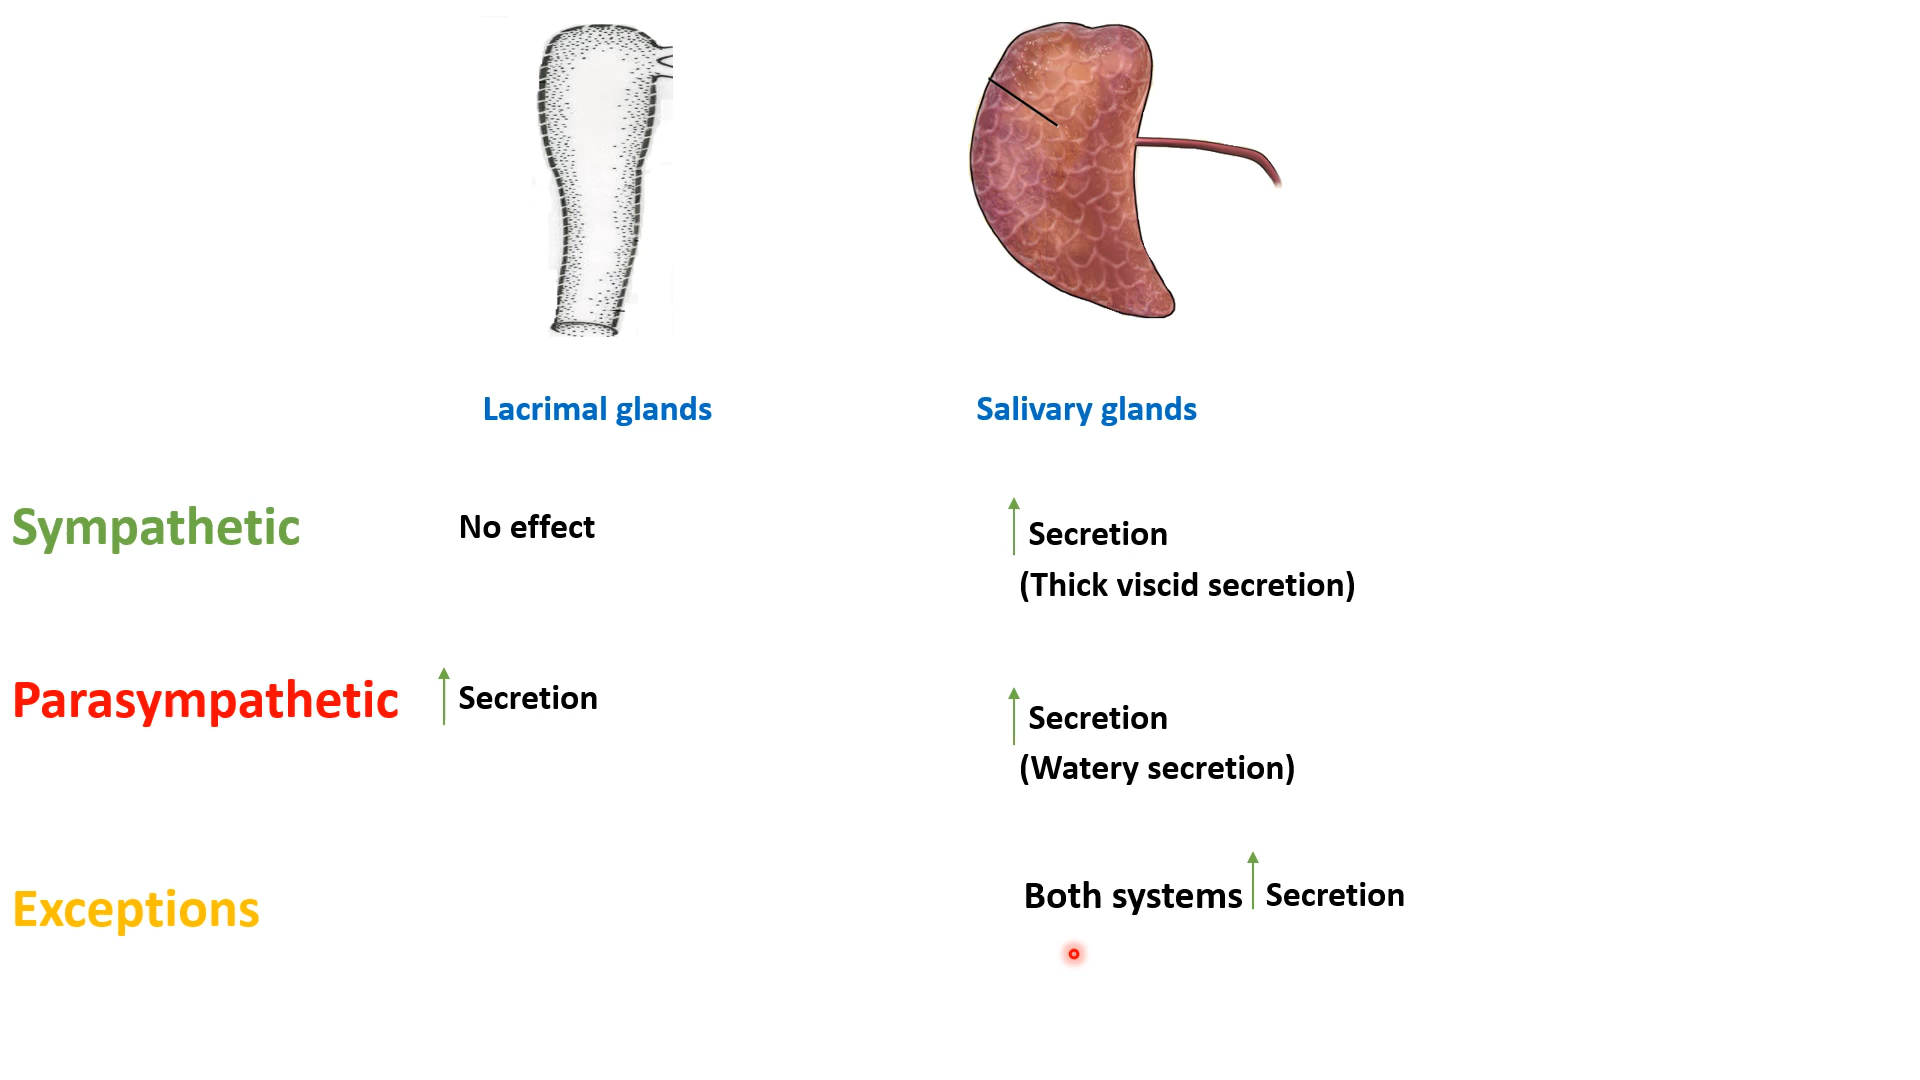 Lacrimal glands
Salivary glands
Sympathetic
No effect
Secretion
(Thick viscid secretion)
Parasympathetic
Secretion
Secretion
(Watery secretion)
Exceptions
Both systems Secretion